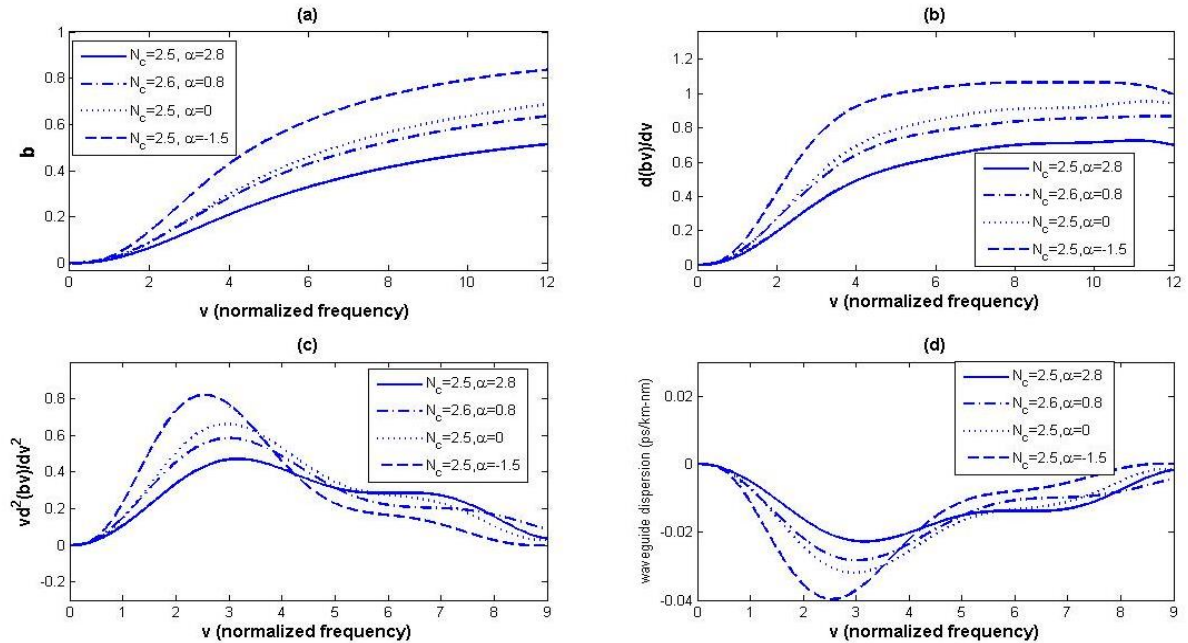 (a)
1
0.8
0.6
0.4
0.2
0
b
N_c=2.5, α=2.8
N_c=2.6, α=0.8
N_c=2.5, α=0
N_c=2.5, α=-1.5
0 2 4 6 8 10 12
v (normalized frequency)
(b)
1.2
1
0.8
0.6
0.4
0.2
0
d(bv)/dv
N_c=2.5,α=2.8
N_c=2.6,α=0.8
N_c=2.5,α=0
N_c=2.5,α=-1.5
0 2 4 6 8 10 12
v (normalized frequency)
(c)
0.8
0.6
0.4
0.2
0
-0.2
vd²(bv)/dv²
N_c=2.5,α=2.8
N_c=2.6,α=0.8
N_c=2.5,α=0
N_c=2.5,α=-1.5
0 1 2 3 4 5 6 7 8 9
v (normalized frequency)
(d)
0.02
0
-0.02
-0.04
waveguide dispersion (ps/km-nm)
N_c=2.5,α=2.8
N_c=2.6,α=0.8
N_c=2.5,α=0
N_c=2.5,α=-1.5
0 1 2 3 4 5 6 7 8 9
v (normalized frequency)